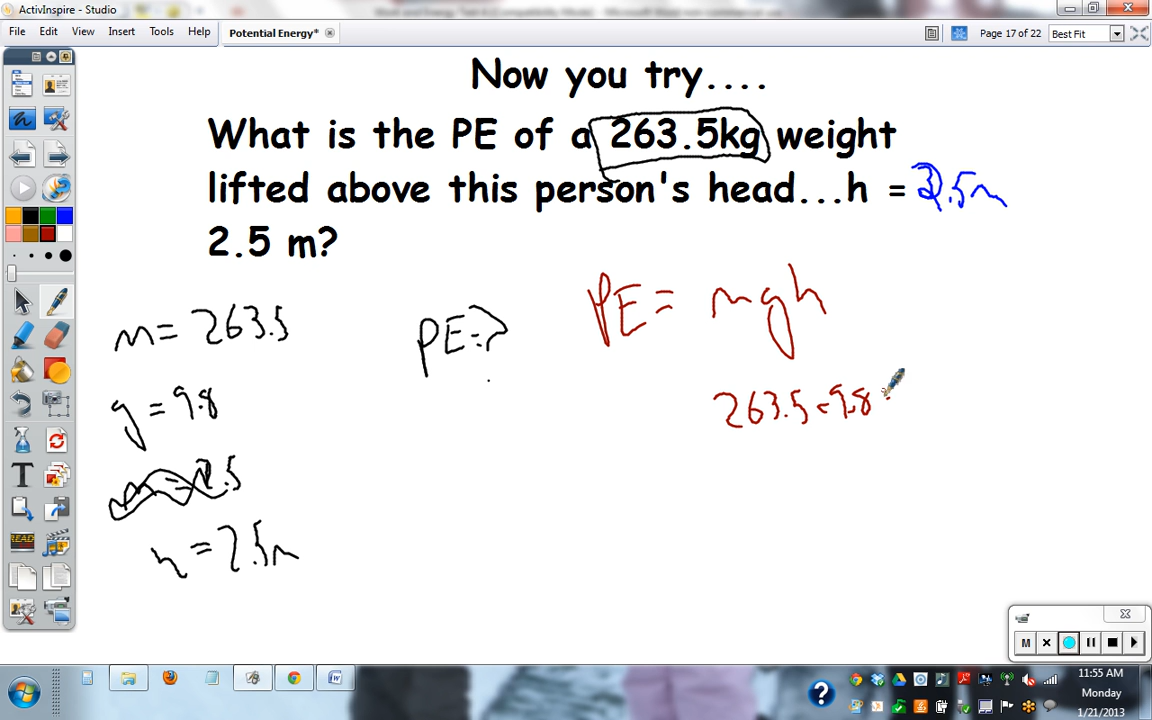 ActivInspire - Studio
File Edit View Insert Tools Help
Potential Energy*
Page 17 of 22
Best Fit
Now you try....
What is the PE of a 263.5kg weight
lifted above this person's head...h =
2.5 m?
m = 263.5
PE=?
PE = mgh
g = 9.8
263.5 · 9.8 ·
h = 2.5m
T
READ
M
11:55 AM
Monday
1/21/2013